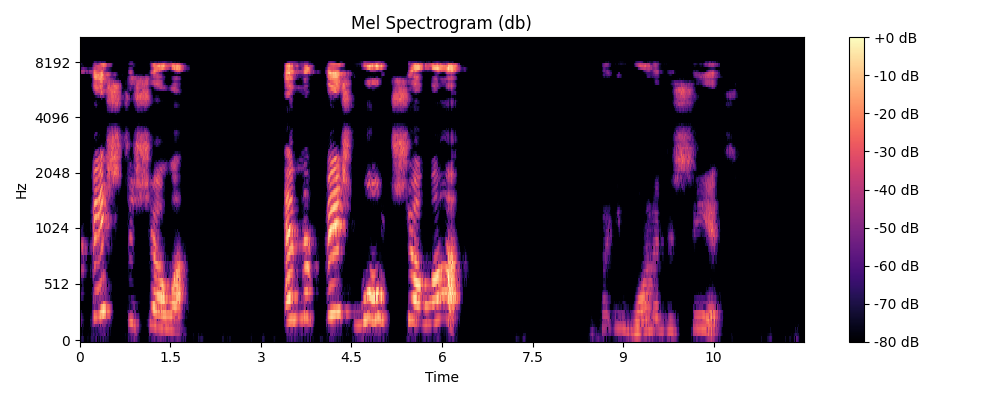 Mel Spectrogram (db)
Hz
8192
4096
2048
1024
512
0
0 1.5 3 4.5 6 7.5 9 10
Time
+0 dB
-10 dB
-20 dB
-30 dB
-40 dB
-50 dB
-60 dB
-70 dB
-80 dB